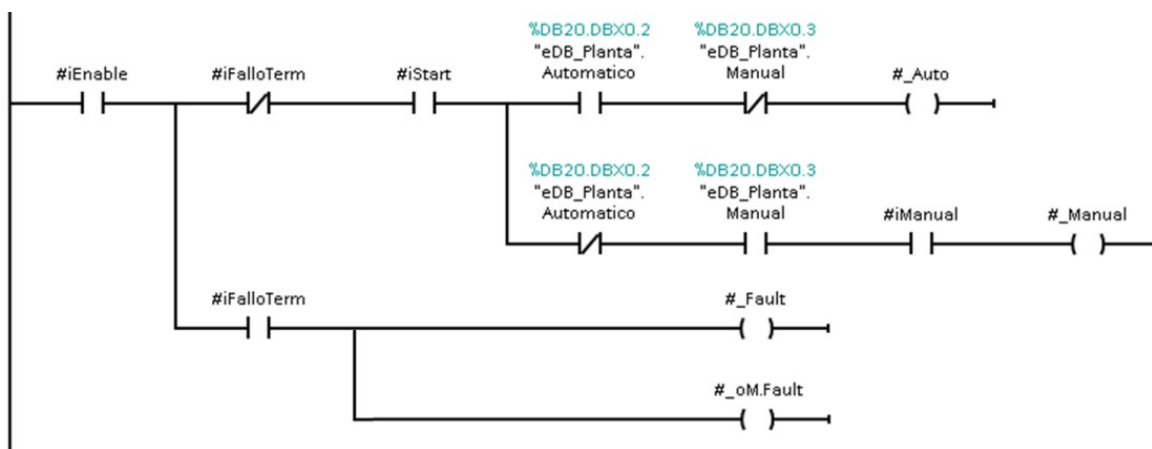 %DB20.DBX0.2 %DB20.DBX0.3
"eDB_Planta". "eDB_Planta".
#iEnable #iFalloTerm #iStart Automatico Manual #_Auto
%DB20.DBX0.2 %DB20.DBX0.3
"eDB_Planta". "eDB_Planta".
Automatico Manual #iManual #_Manual
#iFalloTerm #_Fault
#_oM.Fault